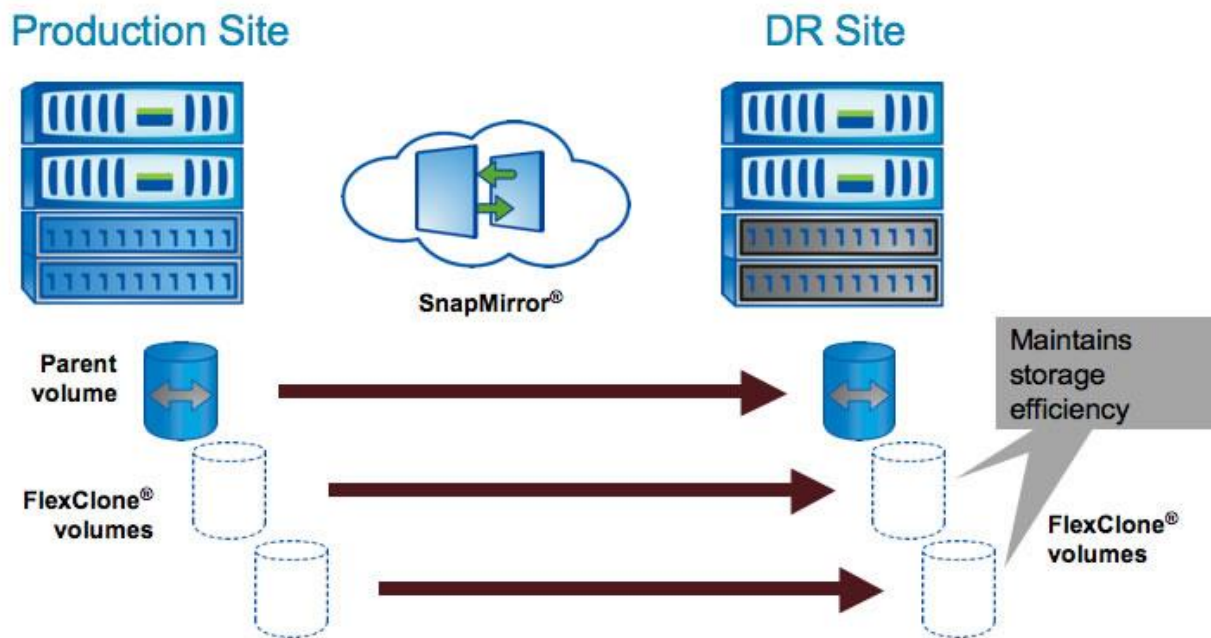 Production Site
DR Site
SnapMirror®
Parent
volume
Maintains
storage
efficiency
FlexClone®
volumes
FlexClone®
volumes